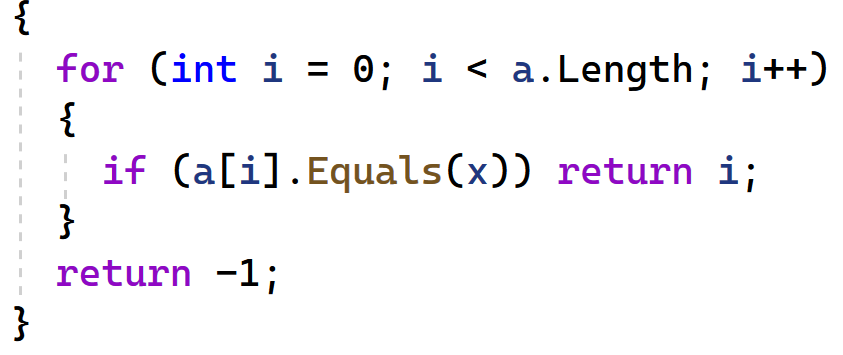 {
for (int i = 0; i < a.Length; i++)
{
if (a[i].Equals(x)) return i;
}
return -1;
}